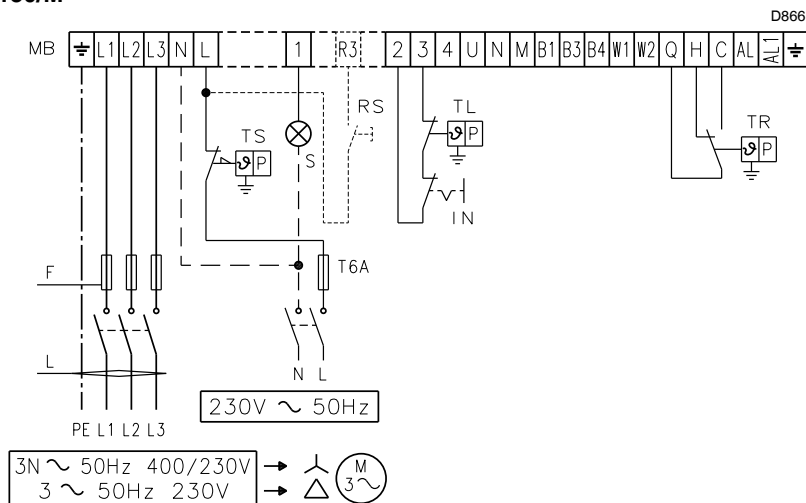 D866
MB ⏚ L1 L2 L3 N L 1 R3 2 3 4 U N M B1 B3 B4 W1 W2 Q H C AL AL1 ⏚
RS
TL
TS
TR
ϑ P
ϑ P
ϑ P
S
IN
F
T6A
L
N L
230V ~ 50Hz
PE L1 L2 L3
3N ~ 50Hz 400/230V
3 ~ 50Hz 230V
M
3~